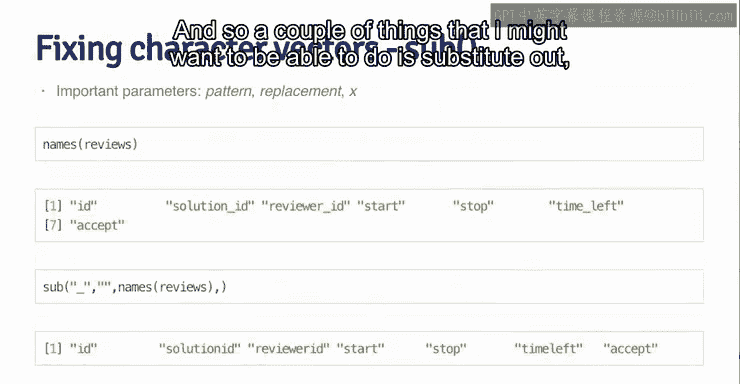 Fixing character vectors - sub()
And so a couple of things that I might
want to be able to do is substitute out,
• Important parameters: pattern, replacement, x
names(reviews)
[1] "id" "solution_id" "reviewer_id" "start" "stop" "time_left"
[7] "accept"
sub("_","",names(reviews),)
[1] "id" "solutionid" "reviewerid" "start" "stop" "timeleft" "accept"